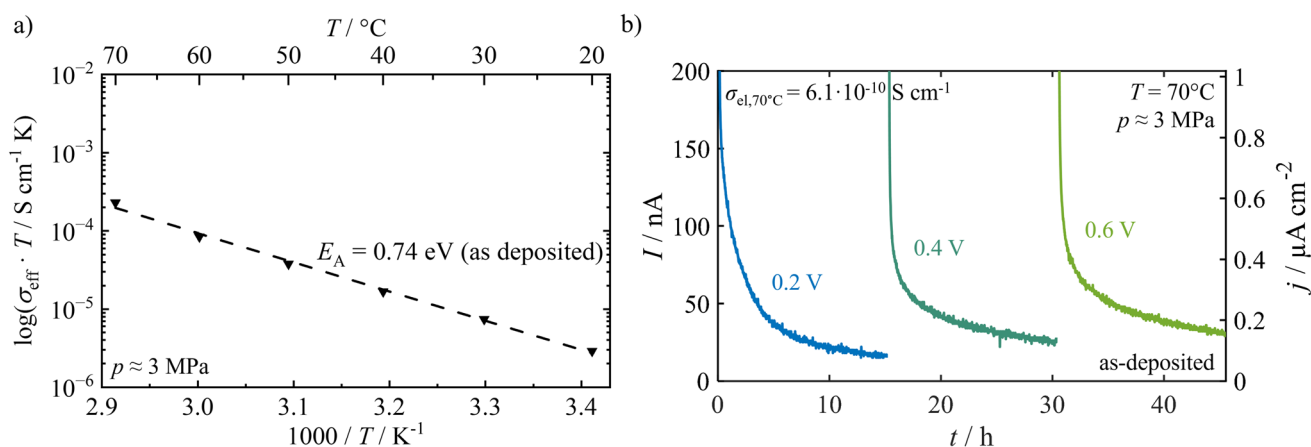 a)
T / °C
70 60 50 40 30 20
10⁻²
10⁻³
10⁻⁴
10⁻⁵
10⁻⁶
log(σeff · T / S cm⁻¹ K)
E_A = 0.74 eV (as deposited)
p ≈ 3 MPa
2.9 3.0 3.1 3.2 3.3 3.4
1000 / T / K⁻¹
b)
200
150
100
50
0
I / nA
σel,70°C = 6.1·10⁻¹⁰ S cm⁻¹
T = 70°C
p ≈ 3 MPa
0.2 V
0.4 V
0.6 V
as-deposited
1
0.8
0.6
0.4
0.2
0
j / µA cm⁻²
0 10 20 30 40
t / h